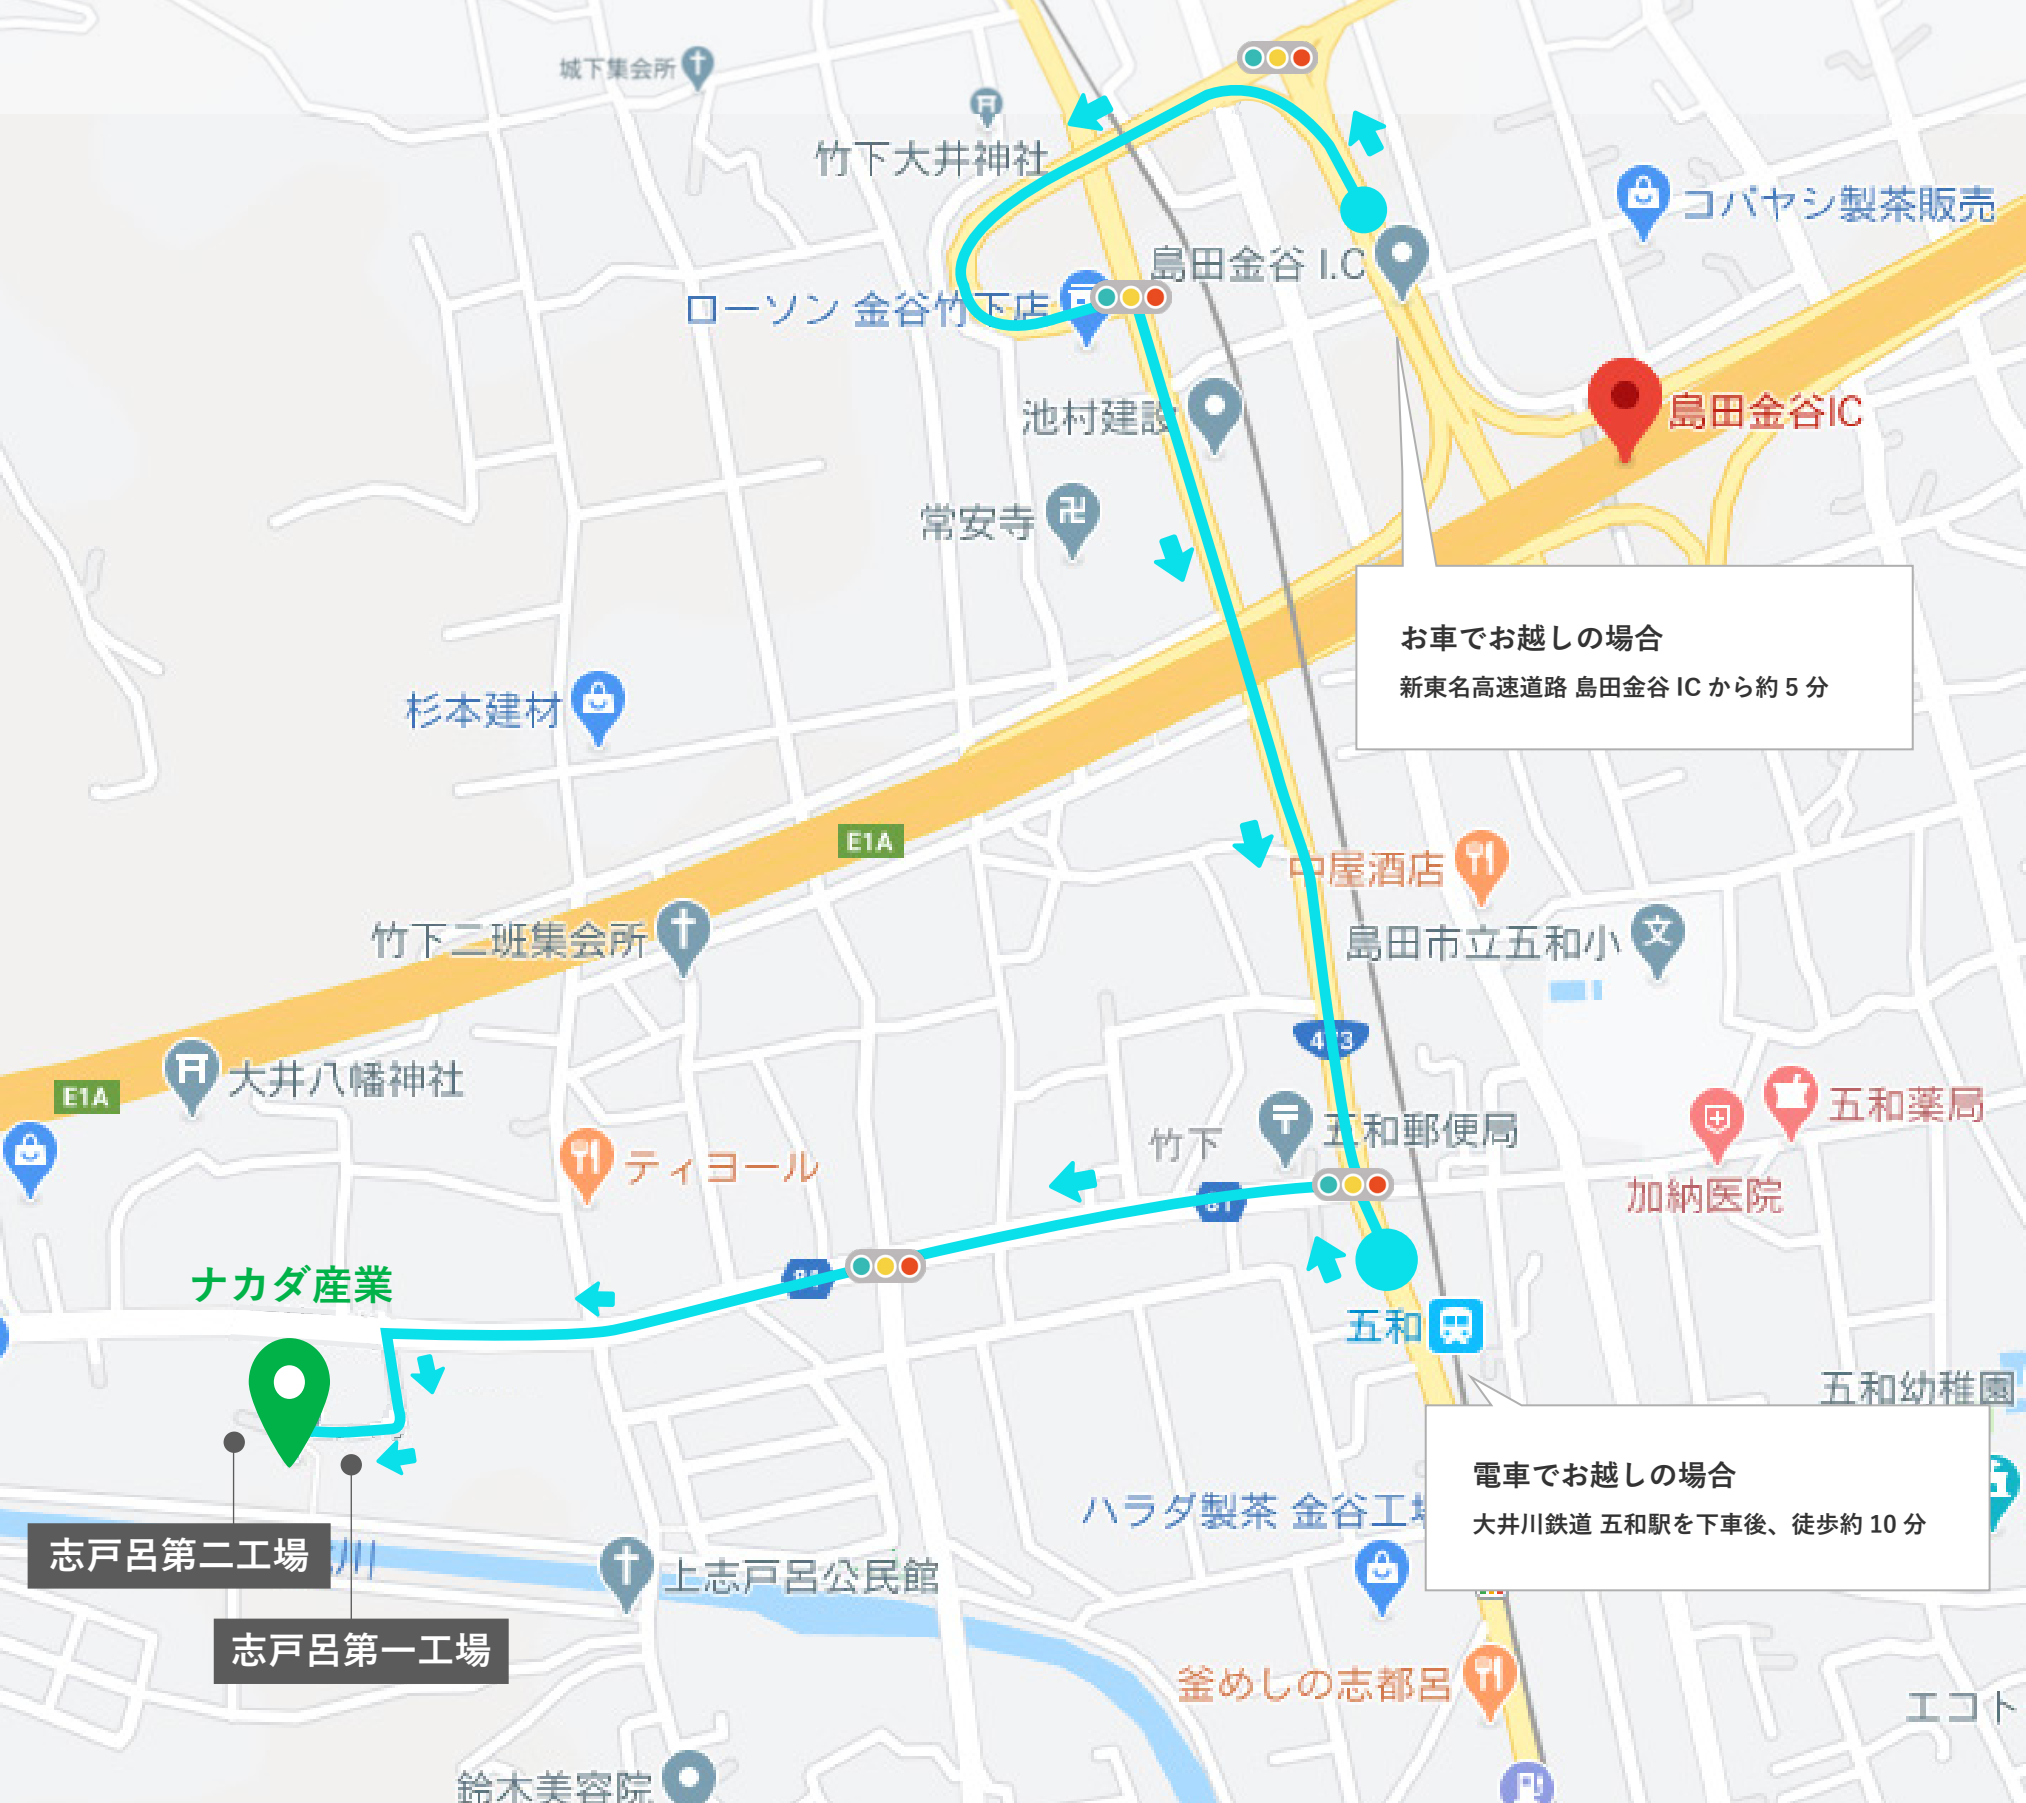 城下集会所
竹下大井神社
コバヤシ製茶販売
島田金谷 I.C
ローソン 金谷竹下店
池村建設
島田金谷IC
常安寺
お車でお越しの場合
新東名高速道路 島田金谷 IC から約 5 分
杉本建材
E1A
中屋酒店
竹下二班集会所
島田市立五和小
473
大井八幡神社
E1A
五和薬局
竹下
五和郵便局
ティヨール
加納医院
81
81
ナカダ産業
五和
五和幼稚園
電車でお越しの場合
大井川鉄道 五和駅を下車後、徒歩約 10 分
ハラダ製茶 金谷工場
志戸呂第二工場
川
上志戸呂公民館
志戸呂第一工場
釜めしの志都呂
エコト
鈴木美容院